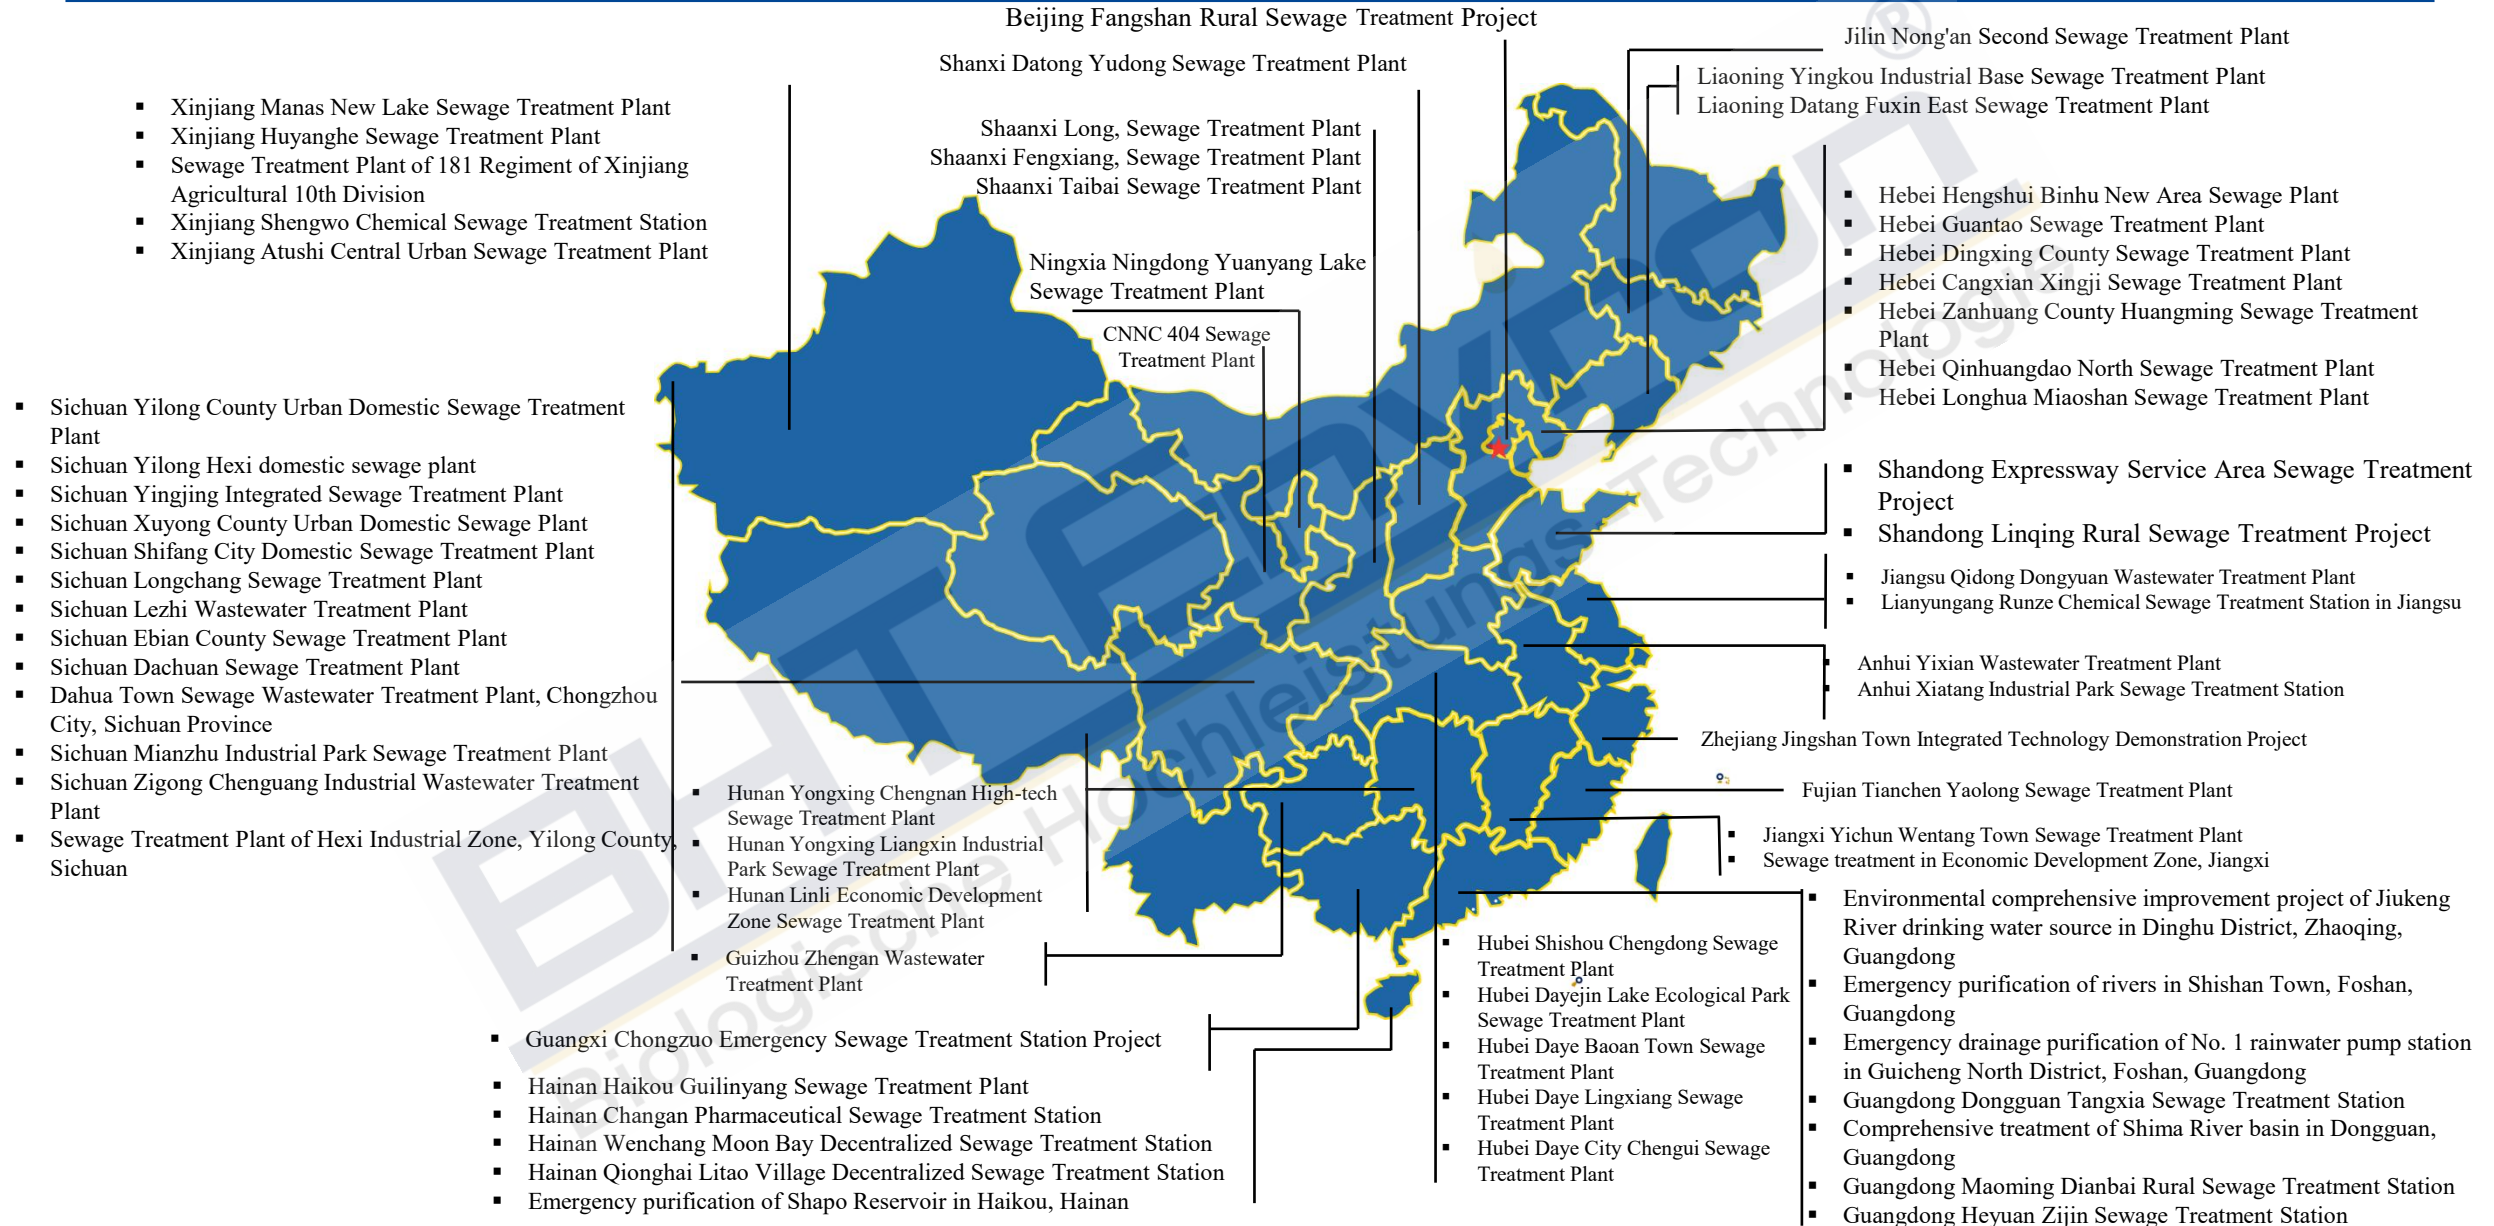 Beijing Fangshan Rural Sewage Treatment Project
Shanxi Datong Yudong Sewage Treatment Plant
Jilin Nong'an Second Sewage Treatment Plant
Liaoning Yingkou Industrial Base Sewage Treatment Plant
Liaoning Datang Fuxin East Sewage Treatment Plant
▪ Xinjiang Manas New Lake Sewage Treatment Plant
▪ Xinjiang Huyanghe Sewage Treatment Plant
▪ Sewage Treatment Plant of 181 Regiment of Xinjiang
Agricultural 10th Division
▪ Xinjiang Shengwo Chemical Sewage Treatment Station
▪ Xinjiang Atushi Central Urban Sewage Treatment Plant
Shaanxi Long, Sewage Treatment Plant
Shaanxi Fengxiang, Sewage Treatment Plant
Shaanxi Taibai Sewage Treatment Plant
Ningxia Ningdong Yuanyang Lake
Sewage Treatment Plant
CNNC 404 Sewage
Treatment Plant
▪ Hebei Hengshui Binhu New Area Sewage Plant
▪ Hebei Guantao Sewage Treatment Plant
▪ Hebei Dingxing County Sewage Treatment Plant
▪ Hebei Cangxian Xingji Sewage Treatment Plant
▪ Hebei Zanhuang County Huangming Sewage Treatment
Plant
▪ Hebei Qinhuangdao North Sewage Treatment Plant
▪ Hebei Longhua Miaoshan Sewage Treatment Plant
▪ Sichuan Yilong County Urban Domestic Sewage Treatment
Plant
▪ Sichuan Yilong Hexi domestic sewage plant
▪ Sichuan Yingjing Integrated Sewage Treatment Plant
▪ Sichuan Xuyong County Urban Domestic Sewage Plant
▪ Sichuan Shifang City Domestic Sewage Treatment Plant
▪ Sichuan Longchang Sewage Treatment Plant
▪ Sichuan Lezhi Wastewater Treatment Plant
▪ Sichuan Ebian County Sewage Treatment Plant
▪ Sichuan Dachuan Sewage Treatment Plant
▪ Dahua Town Sewage Wastewater Treatment Plant, Chongzhou
City, Sichuan Province
▪ Sichuan Mianzhu Industrial Park Sewage Treatment Plant
▪ Sichuan Zigong Chenguang Industrial Wastewater Treatment
Plant
▪ Sewage Treatment Plant of Hexi Industrial Zone, Yilong County,
Sichuan
▪ Shandong Expressway Service Area Sewage Treatment
Project
▪ Shandong Linqing Rural Sewage Treatment Project
▪ Jiangsu Qidong Dongyuan Wastewater Treatment Plant
▪ Lianyungang Runze Chemical Sewage Treatment Station in Jiangsu
▪ Anhui Yixian Wastewater Treatment Plant
▪ Anhui Xiatang Industrial Park Sewage Treatment Station
Zhejiang Jingshan Town Integrated Technology Demonstration Project
Fujian Tianchen Yaolong Sewage Treatment Plant
▪ Jiangxi Yichun Wentang Town Sewage Treatment Plant
▪ Sewage treatment in Economic Development Zone, Jiangxi
▪ Hunan Yongxing Chengnan High-tech
Sewage Treatment Plant
▪ Hunan Yongxing Liangxin Industrial
Park Sewage Treatment Plant
▪ Hunan Linli Economic Development
Zone Sewage Treatment Plant
▪ Guizhou Zhengan Wastewater
Treatment Plant
▪ Guangxi Chongzuo Emergency Sewage Treatment Station Project
▪ Hainan Haikou Guilinyang Sewage Treatment Plant
▪ Hainan Changan Pharmaceutical Sewage Treatment Station
▪ Hainan Wenchang Moon Bay Decentralized Sewage Treatment Station
▪ Hainan Qionghai Litao Village Decentralized Sewage Treatment Station
▪ Emergency purification of Shapo Reservoir in Haikou, Hainan
▪ Hubei Shishou Chengdong Sewage
Treatment Plant
▪ Hubei Dayejin Lake Ecological Park
Sewage Treatment Plant
▪ Hubei Daye Baoan Town Sewage
Treatment Plant
▪ Hubei Daye Lingxiang Sewage
Treatment Plant
▪ Hubei Daye City Chengui Sewage
Treatment Plant
▪ Environmental comprehensive improvement project of Jiukeng
River drinking water source in Dinghu District, Zhaoqing,
Guangdong
▪ Emergency purification of rivers in Shishan Town, Foshan,
Guangdong
▪ Emergency drainage purification of No. 1 rainwater pump station
in Guicheng North District, Foshan, Guangdong
▪ Guangdong Dongguan Tangxia Sewage Treatment Station
▪ Comprehensive treatment of Shima River basin in Dongguan,
Guangdong
▪ Guangdong Maoming Dianbai Rural Sewage Treatment Station
▪ Guangdong Heyuan Zijin Sewage Treatment Station
BHT Environ ®
Biologische Hochleistungs-Technologie